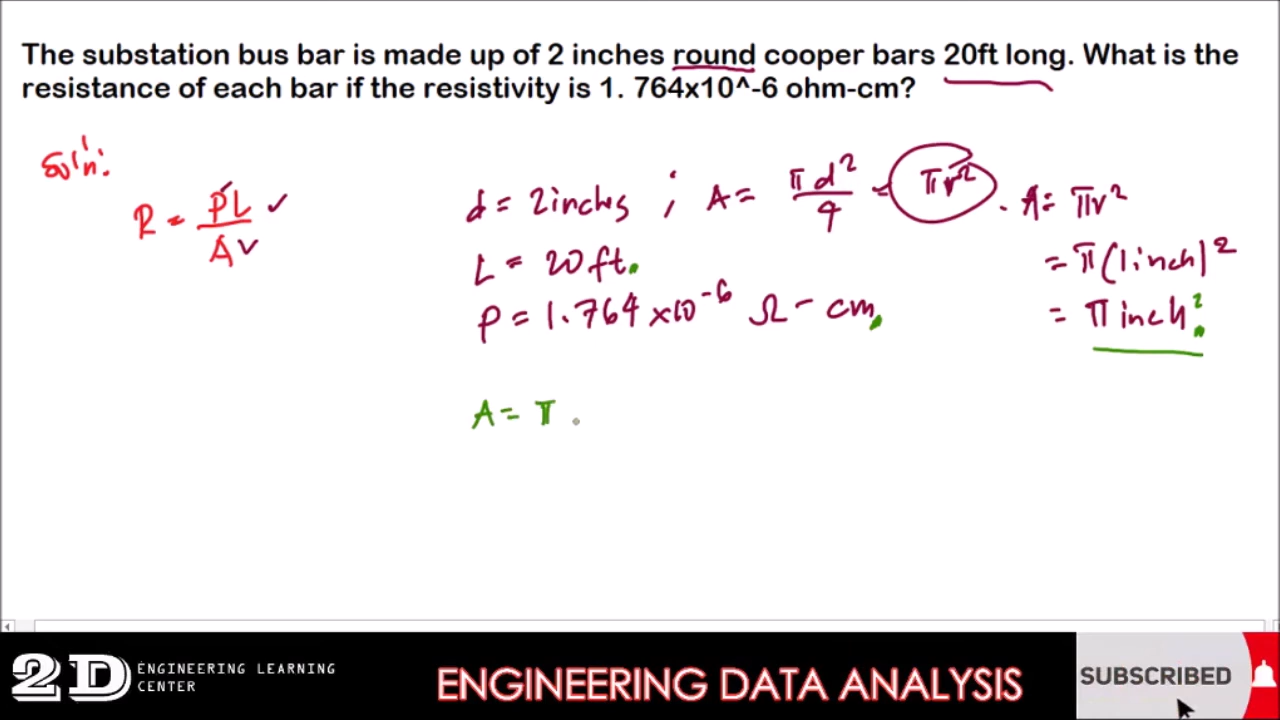 The substation bus bar is made up of 2 inches round cooper bars 20ft long. What is the
resistance of each bar if the resistivity is 1. 764x10^-6 ohm-cm?
Sol'n:
R = ρL / A
d = 2inches ; A = πd² / 4 = πr²
L = 20ft.
ρ = 1.764 x10⁻⁶ Ω - cm
A = πr²
= π(1inch)²
= π inch²
A = π
2D ENGINEERING LEARNING
CENTER
ENGINEERING DATA ANALYSIS
SUBSCRIBED